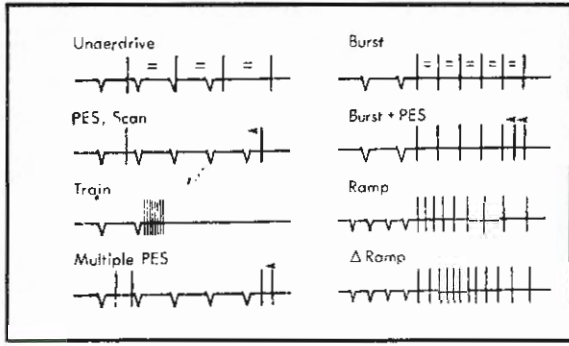 Underdrive
= = =
PES, Scan
Train
Multiple PES
Burst
= = = = =
Burst + PES
Ramp
Δ Ramp